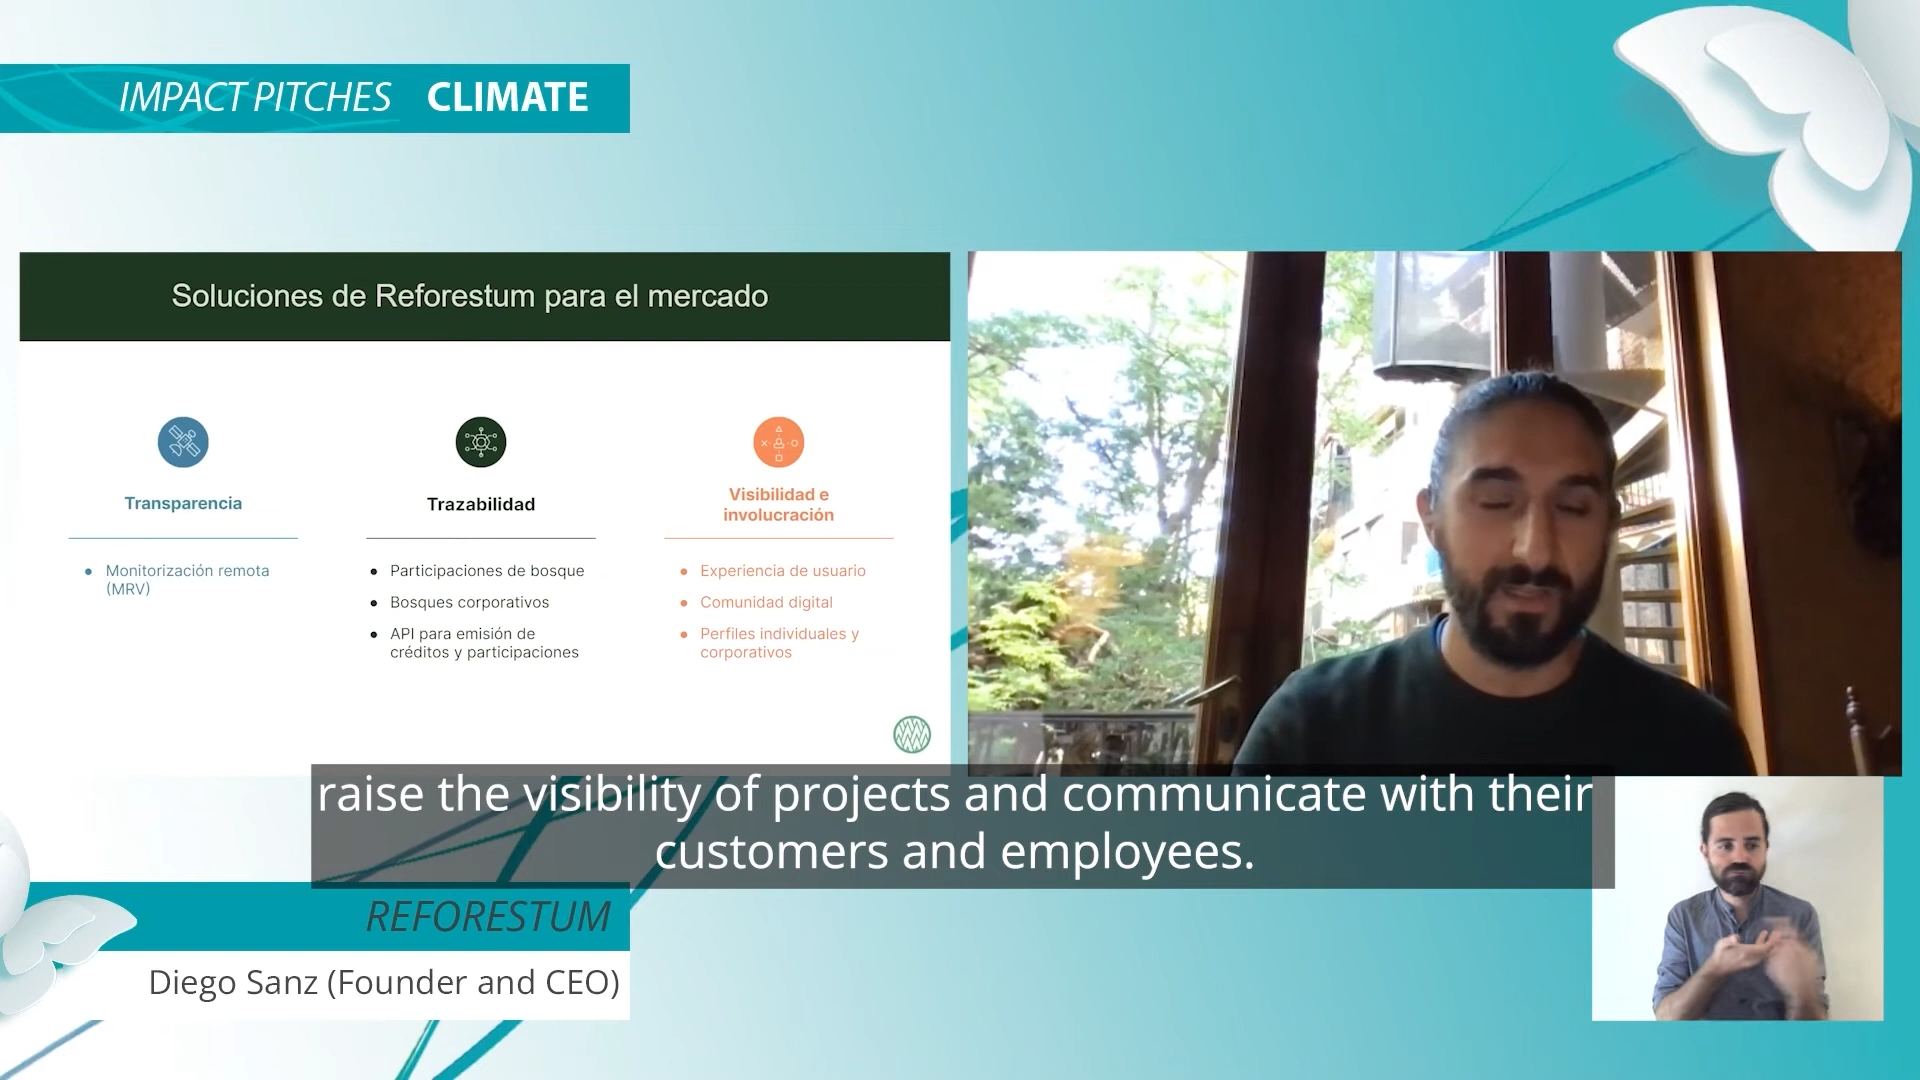 IMPACT PITCHES CLIMATE
Soluciones de Reforestum para el mercado
Transparencia
Monitorización remota
(MRV)
Trazabilidad
Participaciones de bosque
Bosques corporativos
API para emisión de
créditos y participaciones
Visibilidad e
involucración
Experiencia de usuario
Comunidad digital
Perfiles individuales y
corporativos
raise the visibility of projects and communicate with their
customers and employees.
REFORESTUM
Diego Sanz (Founder and CEO)